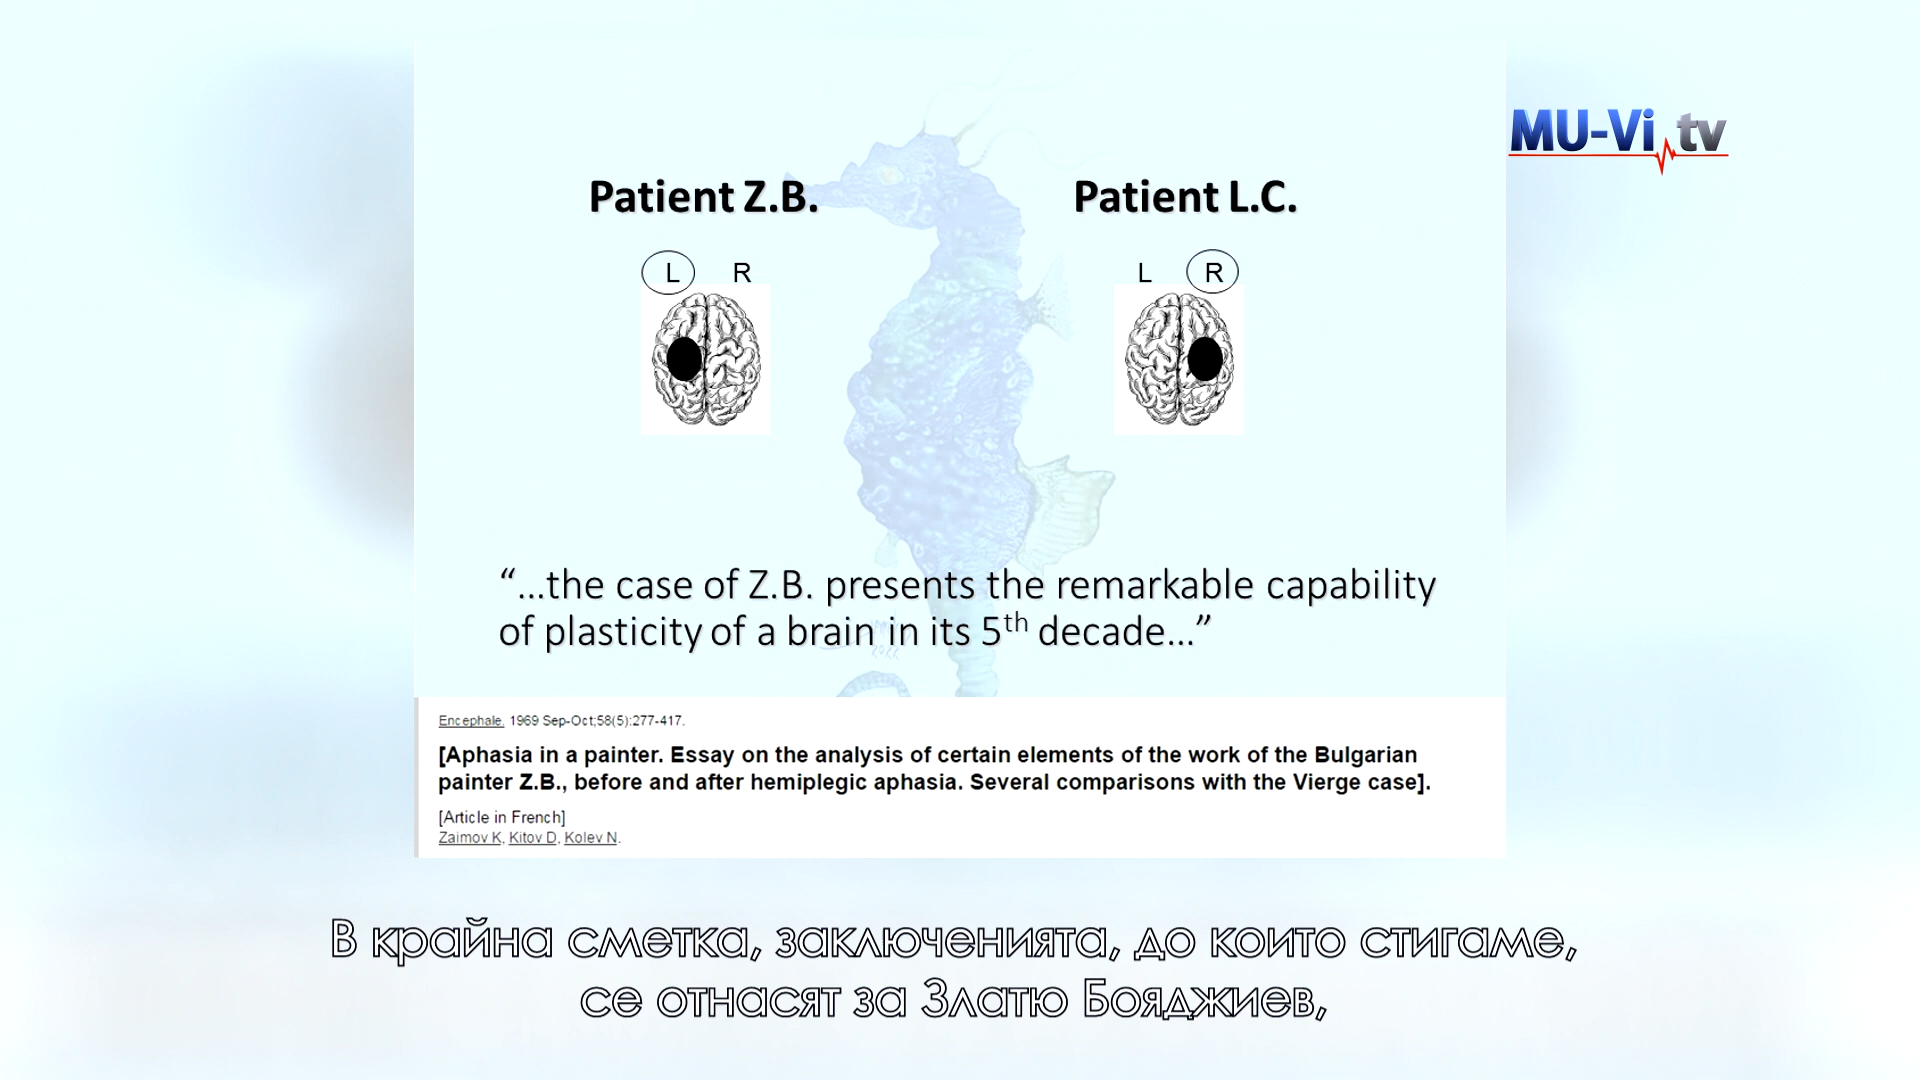 MU-Vi.tv
Patient Z.B.
Patient L.C.
L R
L R
“...the case of Z.B. presents the remarkable capability
of plasticity of a brain in its 5th decade...”
Encephale. 1969 Sep-Oct;58(5):277-417.
[Aphasia in a painter. Essay on the analysis of certain elements of the work of the Bulgarian
painter Z.B., before and after hemiplegic aphasia. Several comparisons with the Vierge case].
[Article in French]
Zaimov K, Kitov D, Kolev N.
В крайна сметка, заключенията, до които стигаме,
се отнасят за Златю Бояджиев,